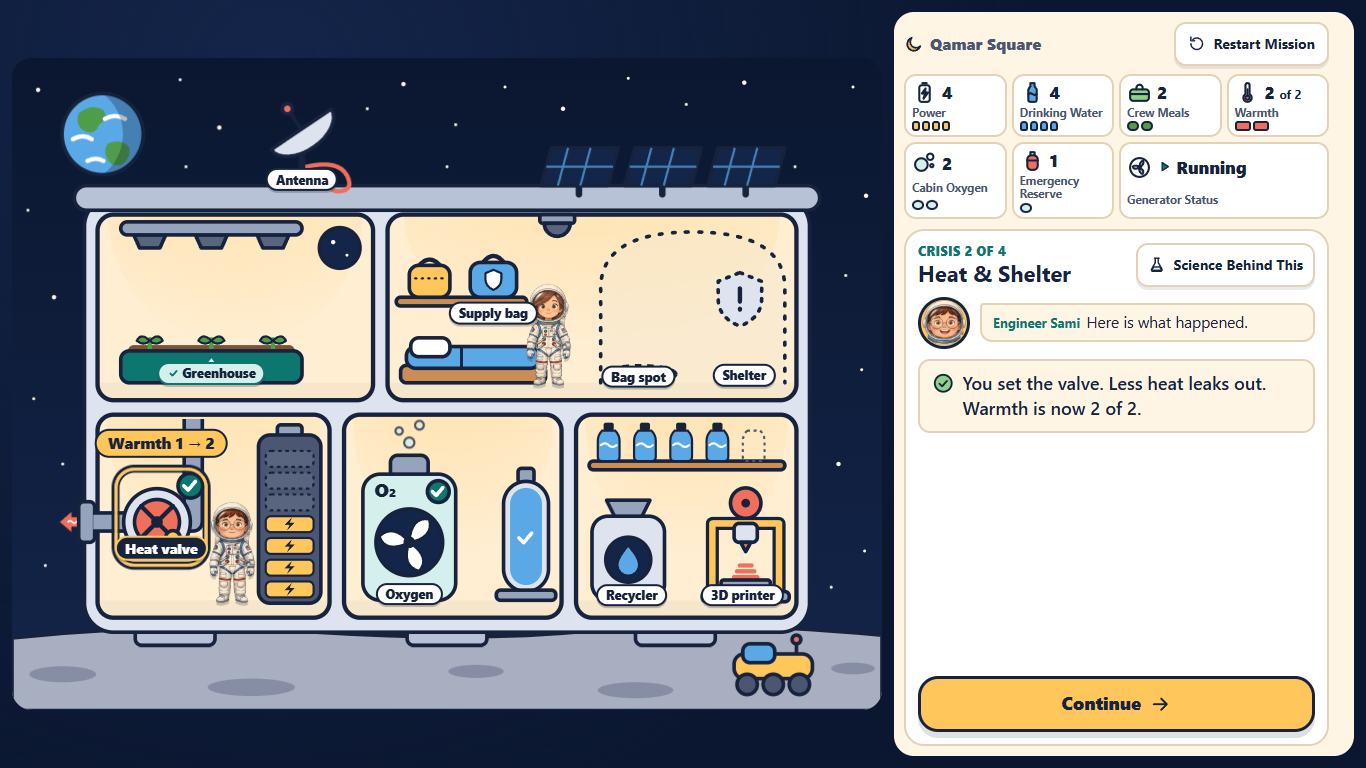 Qamar Square
Restart Mission
4
Power
4
Drinking Water
2
Crew Meals
2 of 2
Warmth
2
Cabin Oxygen
1
Emergency
Reserve
Running
Generator Status
CRISIS 2 OF 4
Heat & Shelter
Science Behind This
Engineer Sami Here is what happened.
You set the valve. Less heat leaks out.
Warmth is now 2 of 2.
Continue →
Antenna
Supply bag
Greenhouse
Bag spot
Shelter
Warmth 1 → 2
Heat valve
O₂
Oxygen
Recycler
3D printer